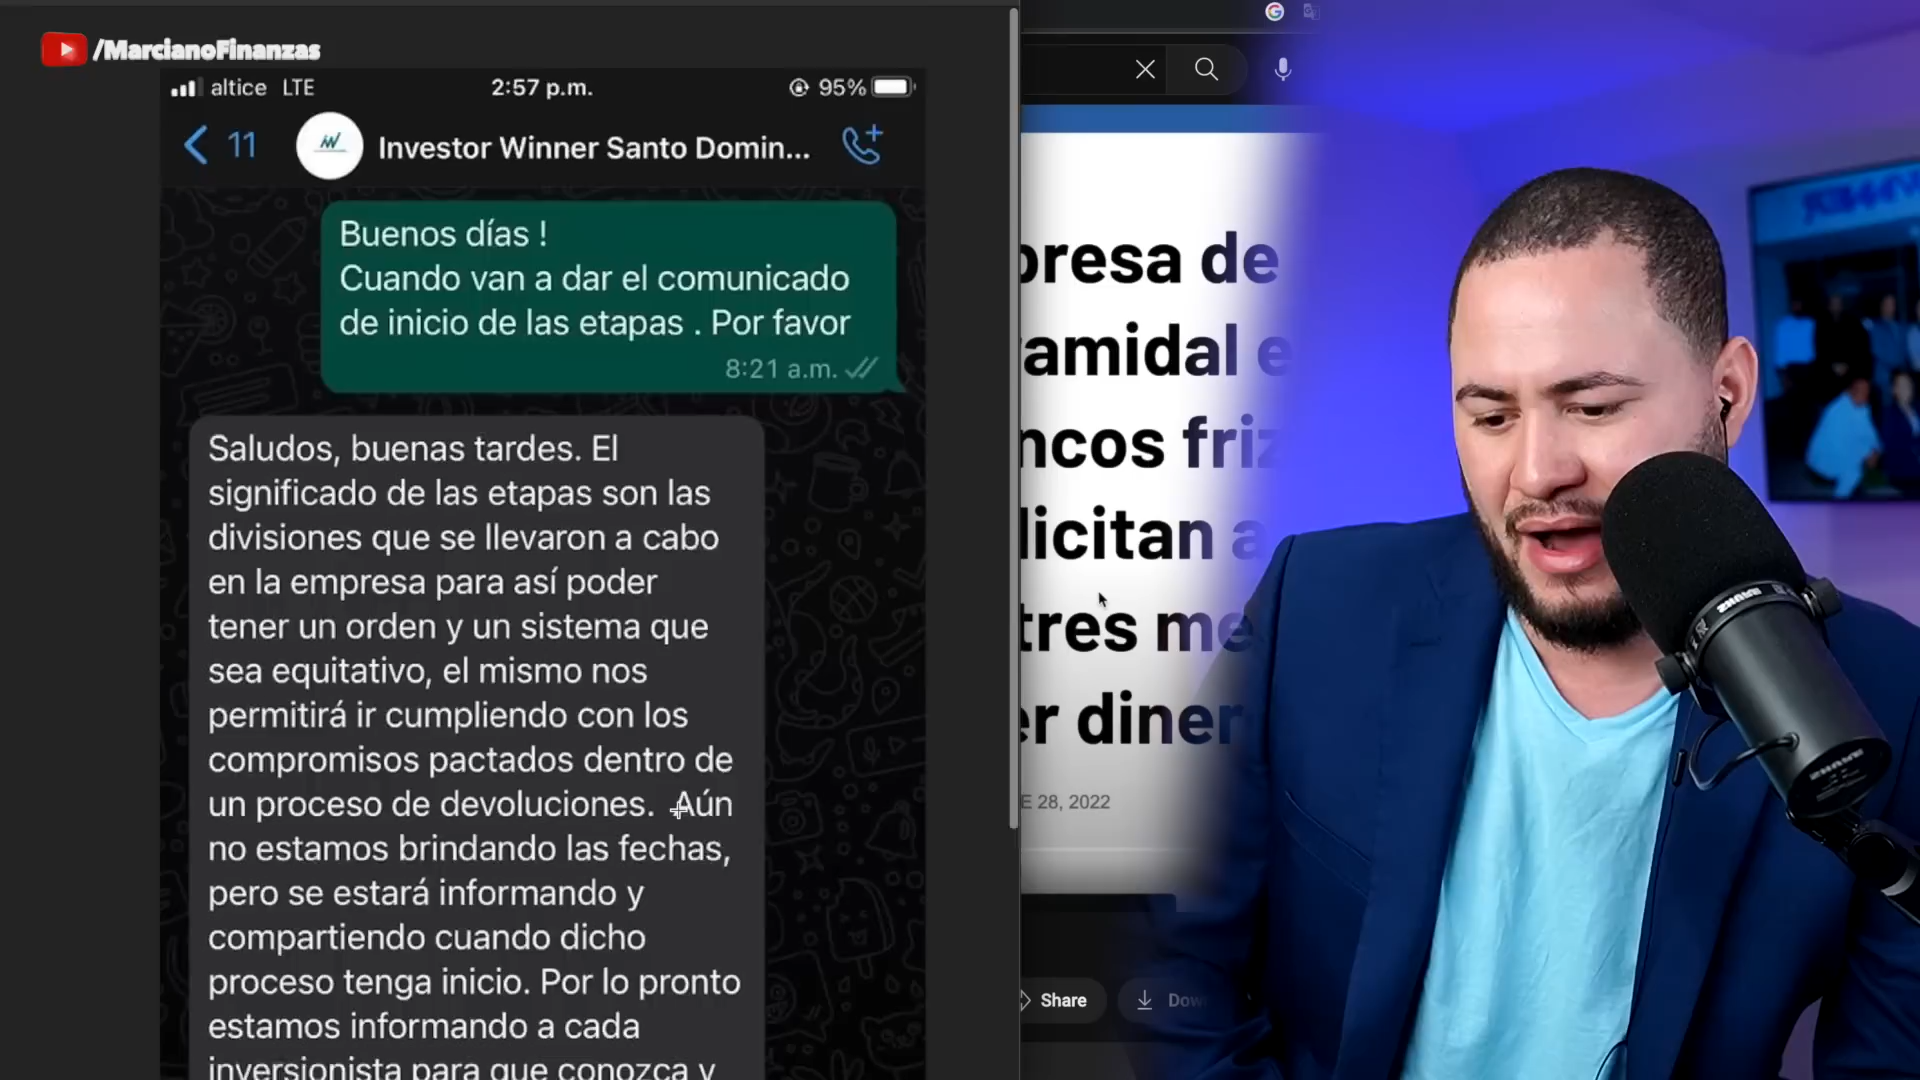 /MarcianoFinanzas
altice LTE
2:57 p.m.
95%
11
Investor Winner Santo Domin...
Buenos días !
Cuando van a dar el comunicado
de inicio de las etapas . Por favor
8:21 a.m.
Saludos, buenas tardes. El
significado de las etapas son las
divisiones que se llevaron a cabo
en la empresa para así poder
tener un orden y un sistema que
sea equitativo, el mismo nos
permitirá ir cumpliendo con los
compromisos pactados dentro de
un proceso de devoluciones. Aún
no estamos brindando las fechas,
pero se estará informando y
compartiendo cuando dicho
proceso tenga inicio. Por lo pronto
estamos informando a cada
inversionista para que conozca y
presa de
amidal e
ncos friz
licitan a
tres me
er diner
E 28, 2022
Share
Dow
SHURE